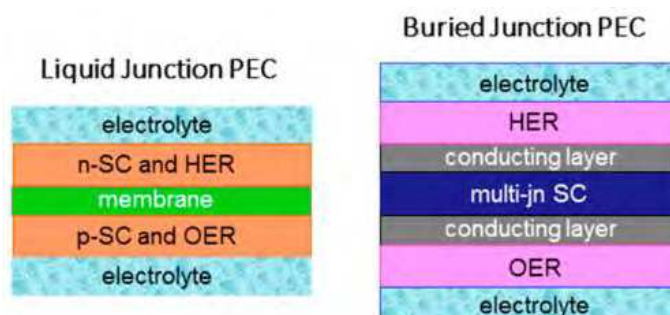 Liquid Junction PEC
electrolyte
n-SC and HER
membrane
p-SC and OER
electrolyte
Buried Junction PEC
electrolyte
HER
conducting layer
multi-jn SC
conducting layer
OER
electrolyte